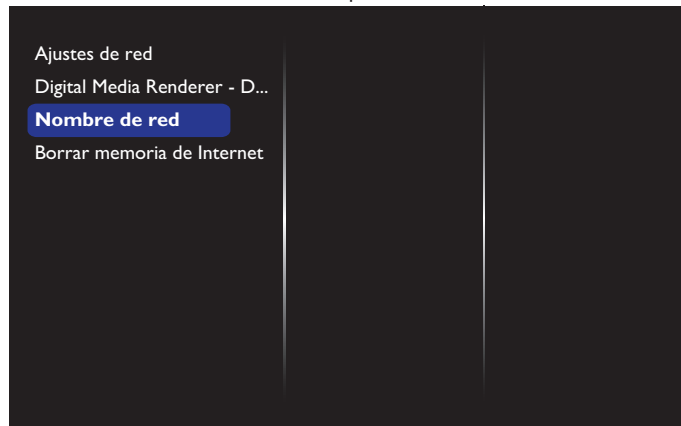 Ajustes de red
Digital Media Renderer - D...
Nombre de red
Borrar memoria de Internet